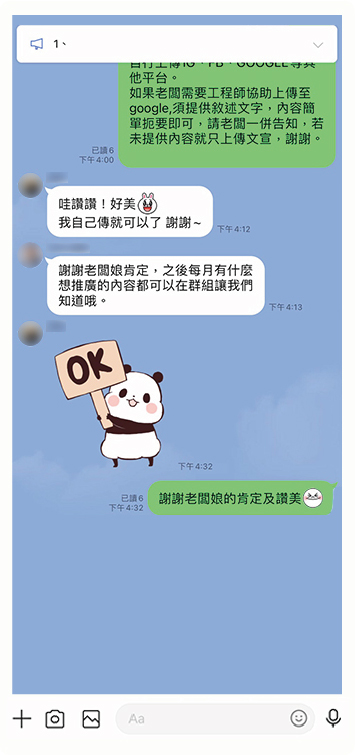 1、
自行上傳IG、FB、GOOGLE等其
他平台。
如果老闆需要工程師協助上傳至
google,須提供敘述文字，內容簡
單扼要即可，請老闆一併告知，若
未提供內容就只上傳文宣，謝謝。
已讀6
下午4:00
哇讚讚！好美
我自己傳就可以了 謝謝~
下午4:12
謝謝老闆娘肯定，之後每月有什麼
想推廣的內容都可以在群組讓我們
知道哦。
下午4:13
OK
下午4:32
謝謝老闆娘的肯定及讚美
已讀6
下午4:32
Aa